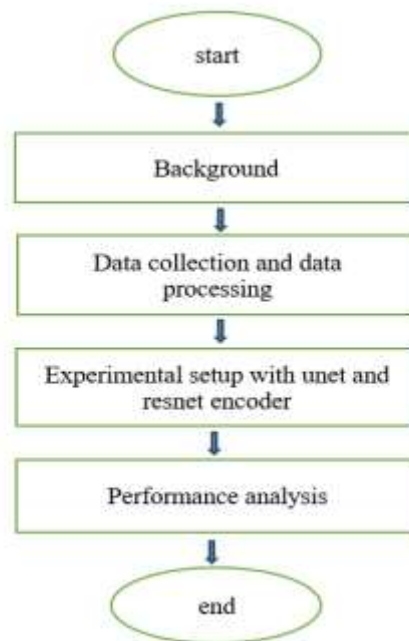 start
Background
Data collection and data
processing
Experimental setup with unet and
resnet encoder
Performance analysis
end